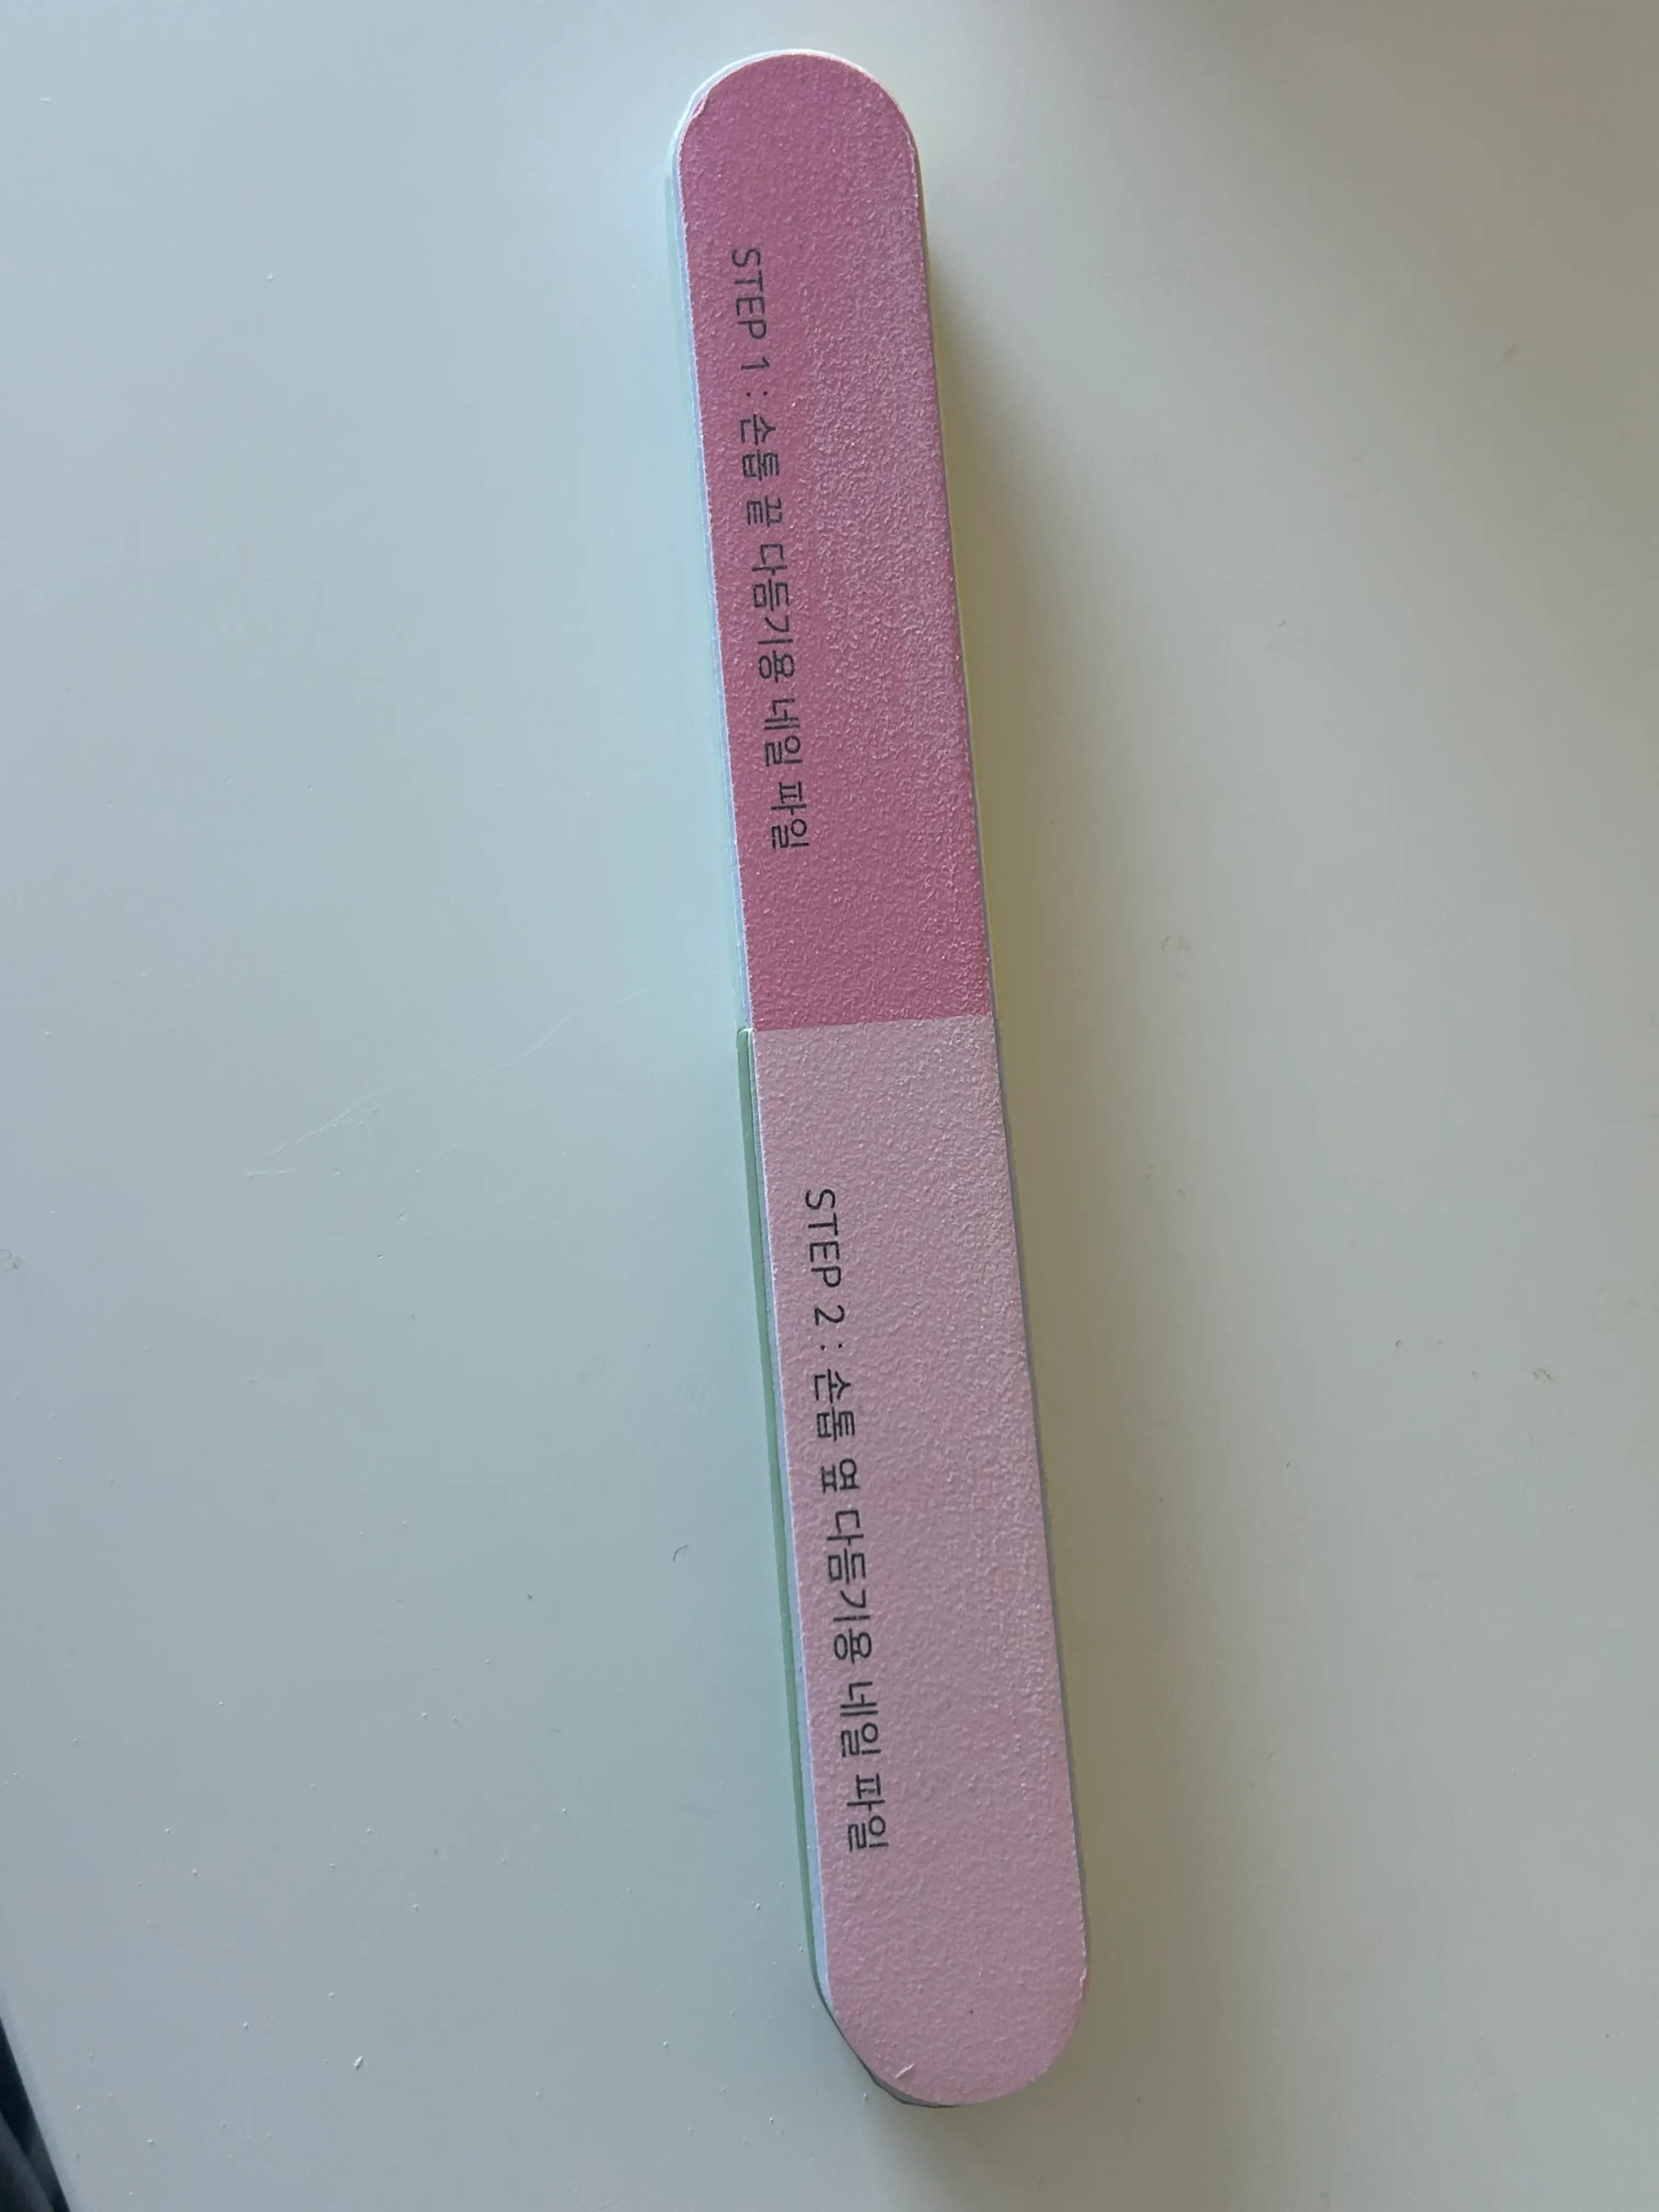 STEP 1 : 손톱 끝 다듬기용 네일 파일
STEP 2 : 손톱 옆 다듬기용 네일 파일